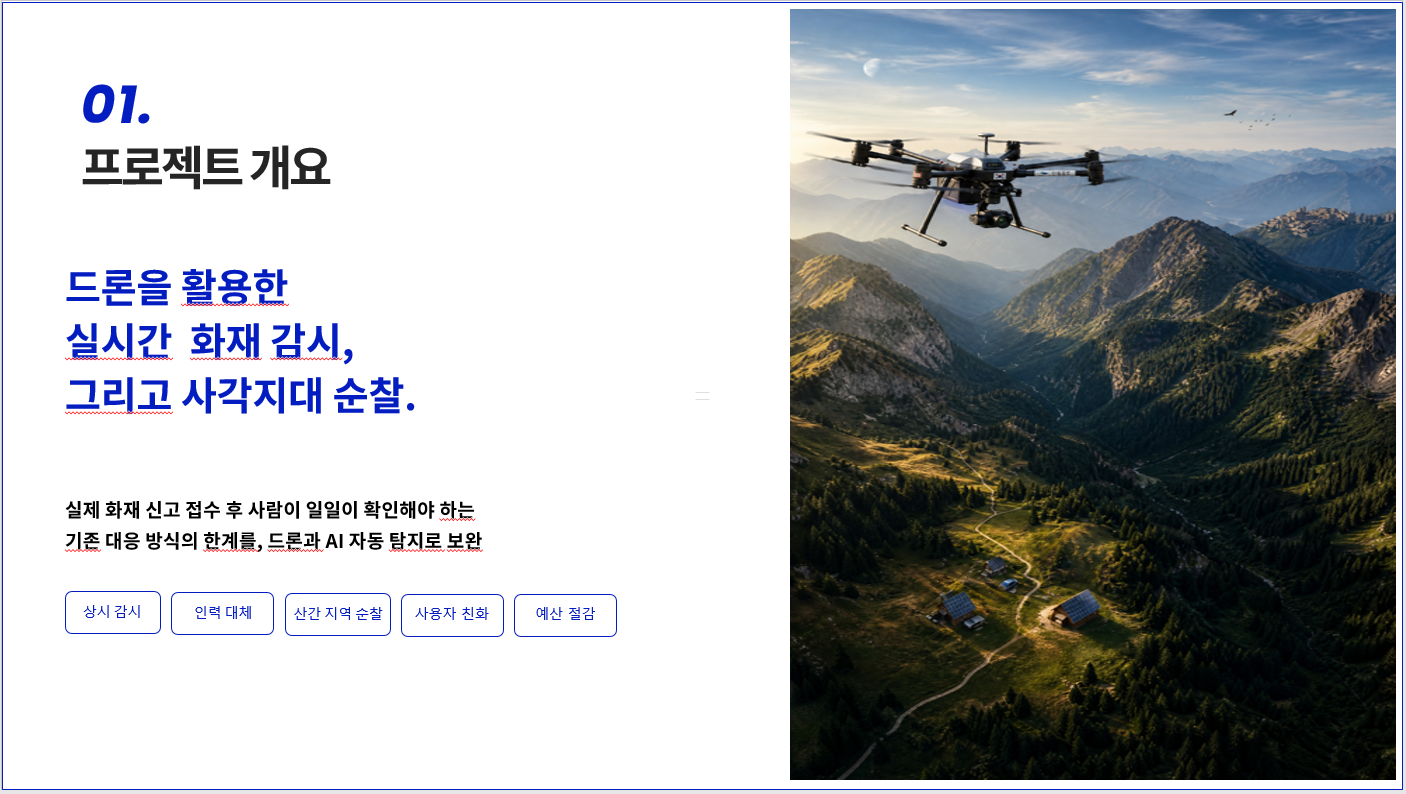 01.
프로젝트 개요
드론을 활용한
실시간 화재 감시,
그리고 사각지대 순찰.
실제 화재 신고 접수 후 사람이 일일이 확인해야 하는
기존 대응 방식의 한계를, 드론과 AI 자동 탐지로 보완
상시 감시
인력 대체
산간 지역 순찰
사용자 친화
예산 절감